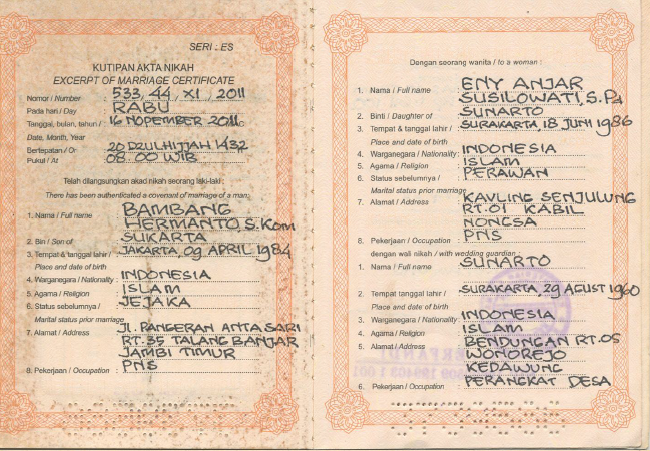 SERI : ES
KUTIPAN AKTA NIKAH
EXCERPT OF MARRIAGE CERTIFICATE
Nomor / Number : 533, 44, XI, 2011
Pada hari / Day : RABU
Tanggal, bulan, tahun : 16 NOPEMBER 2011
Date, Month, Year
Bertepatan / Or : 20 DZULHIJJAH 1432
Pukul / At : 08.00 WIB
Telah dilangsungkan akad nikah seorang laki-laki :
There has been authenticated a covenant of marriage of a man :
1. Nama / Full name : BAMBANG
HERMANTO, S.Kom
2. Bin / Son of : SUKARTA
3. Tempat & tanggal lahir / : JAKARTA, 09 APRIL 1984
Place and date of birth
4. Warganegara / Nationality : INDONESIA
5. Agama / Religion : ISLAM
6. Status sebelumnya / : JEJAKA
Marital status prior marriage
7. Alamat / Address : Jl. PANGERAN ANTASARI
RT. 35 TALANG BANJAR
JAMBI TIMUR
8. Pekerjaan / Occupation : PNS
Dengan seorang wanita / to a woman :
1. Nama / Full name : ENY ANJAR
SUSILOWATI, S.Pd
2. Binti / Daughter of : SUNARTO
3. Tempat & tanggal lahir : SURAKARTA, 18 JUNI 1986
Place and date of birth
4. Warganegara / Nationality : INDONESIA
5. Agama / Religion : ISLAM
6. Status sebelumnya / : PERAWAN
Marital status prior marriage
7. Alamat / Address : KAVLING SENJULUNG
RT.01 KABIL
NONGSA
8. Pekerjaan / Occupation : PNS
dengan wali nikah / with wedding guardian :
1. Nama / Full name : SUNARTO
2. Tempat tanggal lahir / : SURAKARTA, 29 AGUST 1960
Place and date of birth
3. Warganegara / Nationality : INDONESIA
4. Agama / Religion : ISLAM
5. Alamat / Address : BENDUNGAN RT.05
WONOREJO
KEDAWUNG
6. Pekerjaan / Occupation : PERANGKAT DESA